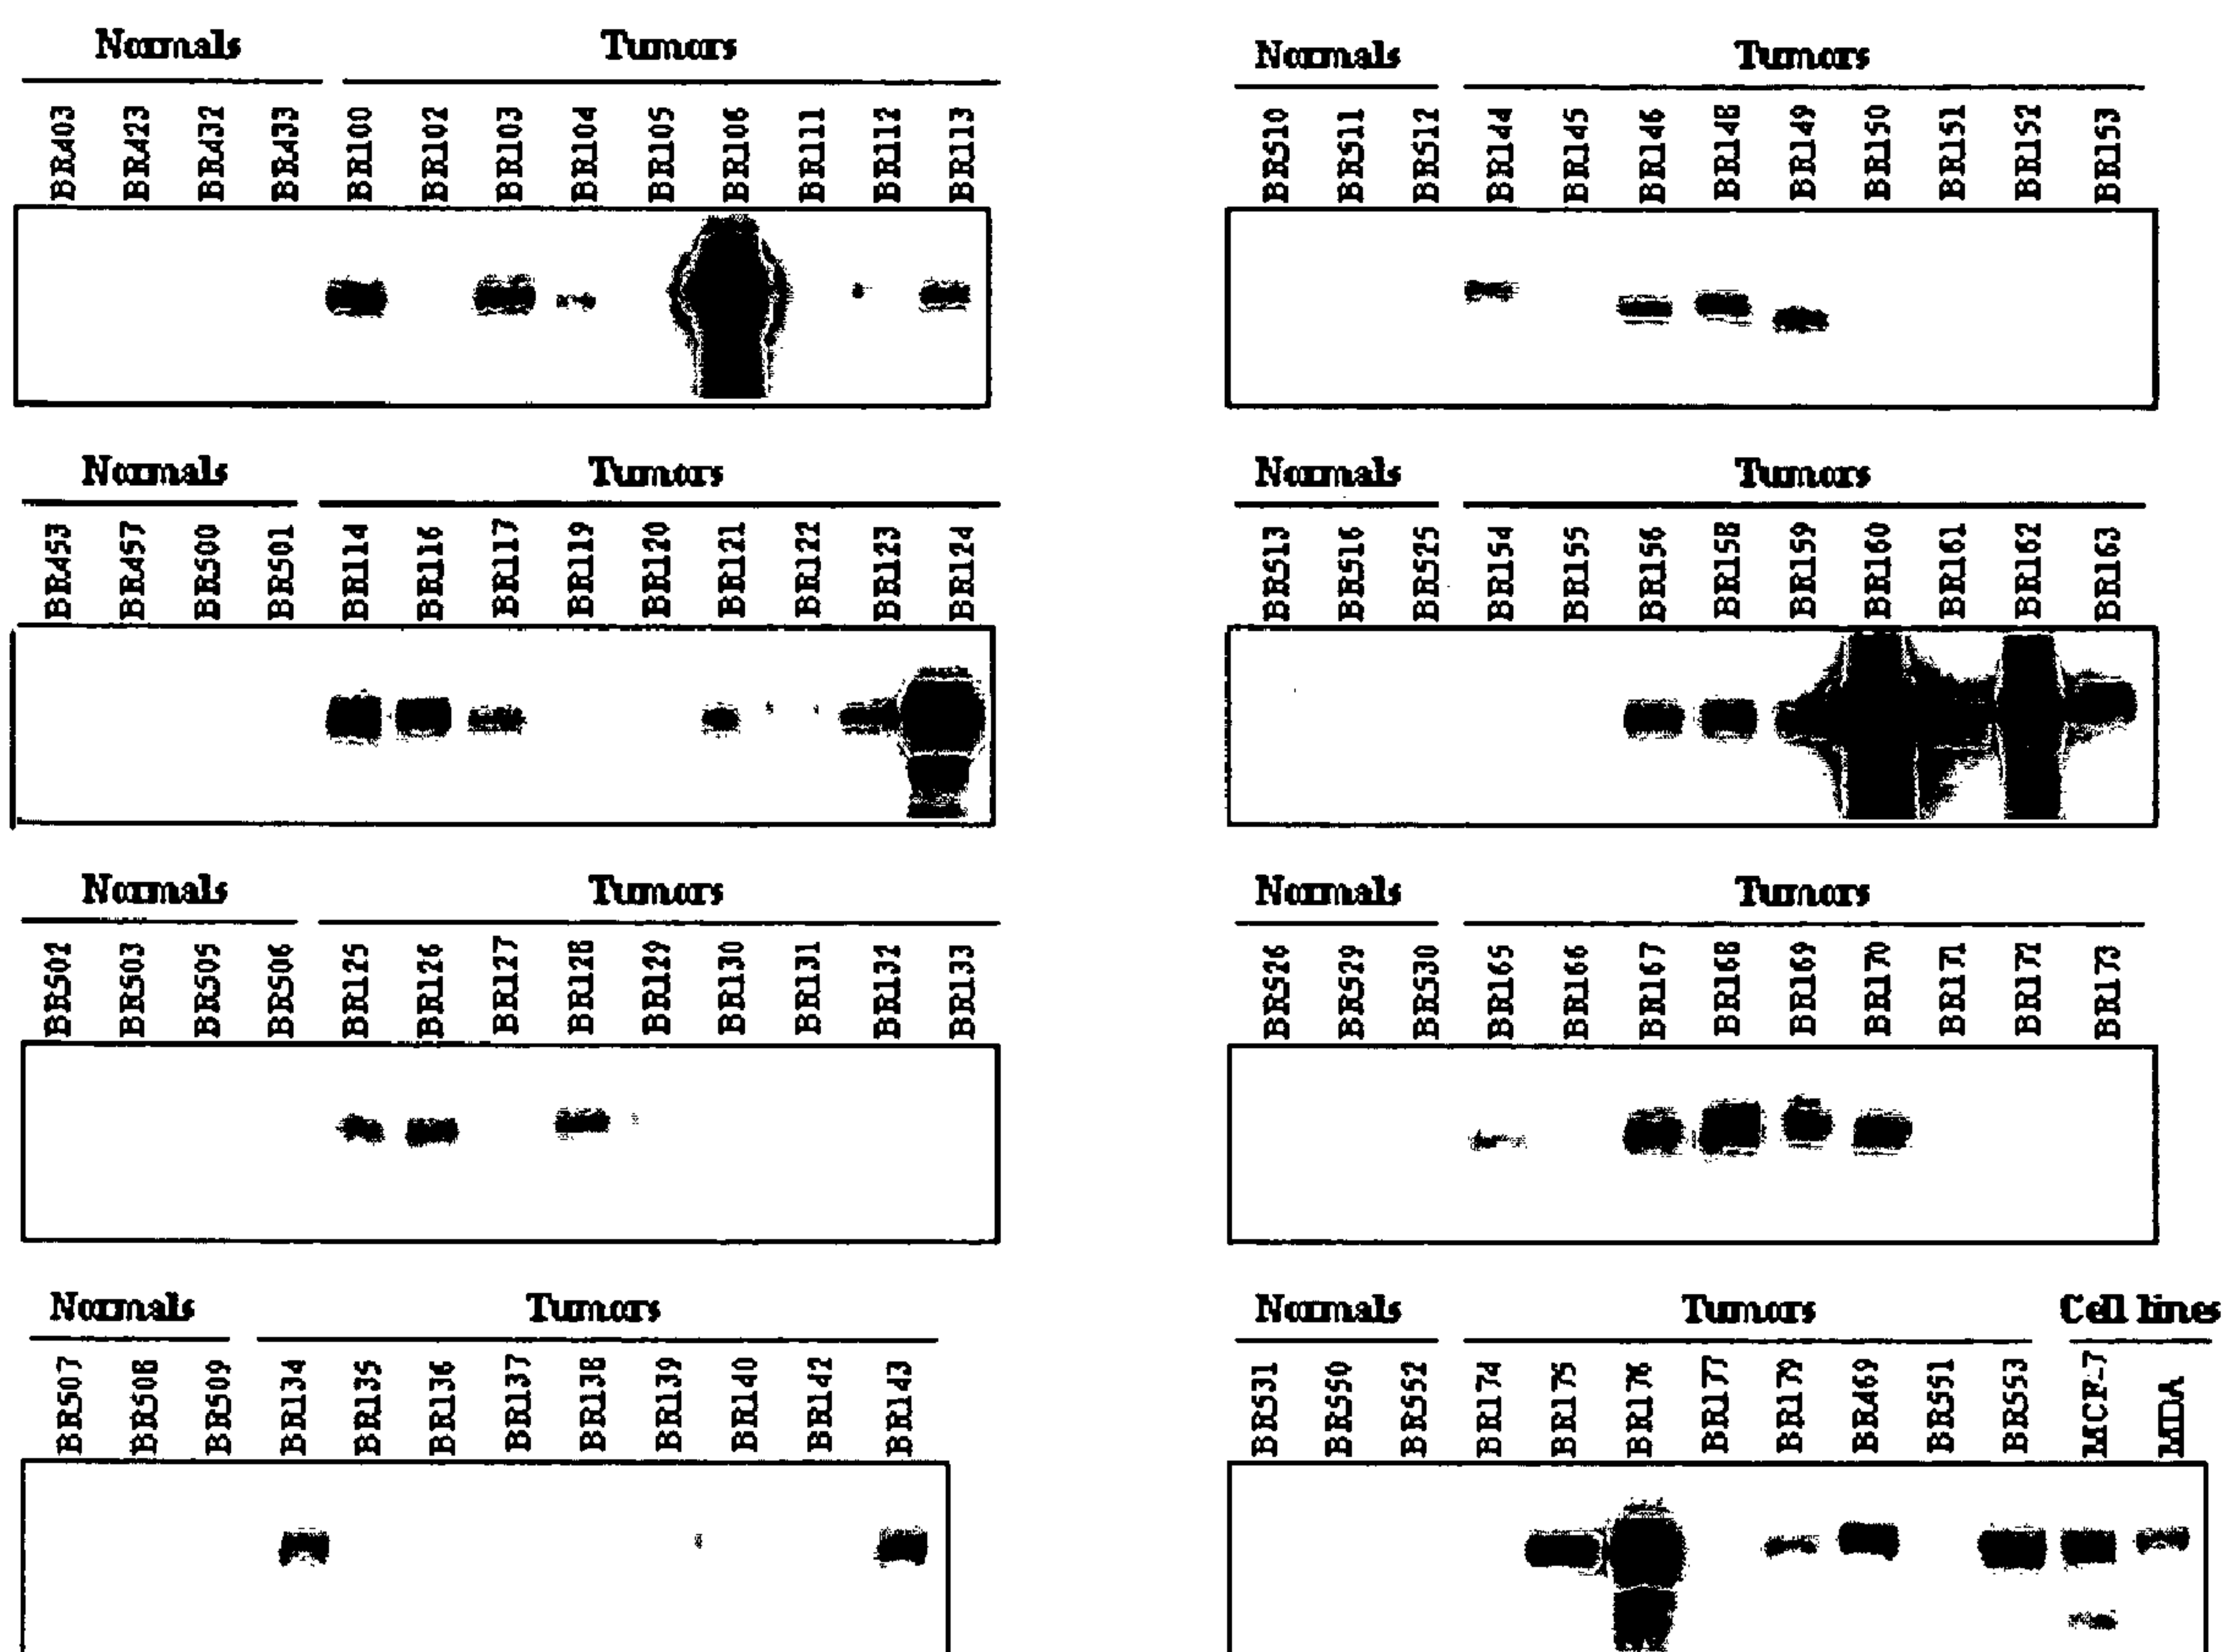 Normals Tumors
BR403 BR423 BR432 BR433 BR100 BR102 BR103 BR104 BR105 BR106 BR111 BR112 BR113
Normals Tumors
BR510 BR511 BR512 BR144 BR145 BR146 BR148 BR149 BR150 BR151 BR152 BR153
Normals Tumors
BR453 BR457 BR500 BR501 BR114 BR116 BR117 BR119 BR120 BR121 BR122 BR123 BR124
Normals Tumors
BR513 BR516 BR525 BR154 BR155 BR156 BR158 BR159 BR160 BR161 BR162 BR163
Normals Tumors
BR502 BR503 BR505 BR506 BR125 BR126 BR127 BR128 BR129 BR130 BR131 BR132 BR133
Normals Tumors
BR526 BR529 BR530 BR165 BR166 BR167 BR168 BR169 BR170 BR171 BR172 BR173
Normals Tumors
BR507 BR508 BR509 BR134 BR135 BR136 BR137 BR138 BR139 BR140 BR142 BR143
Normals Tumors Cell lines
BR531 BR550 BR552 BR174 BR175 BR176 BR177 BR179 BR469 BR551 BR553 MCF-7 MDA